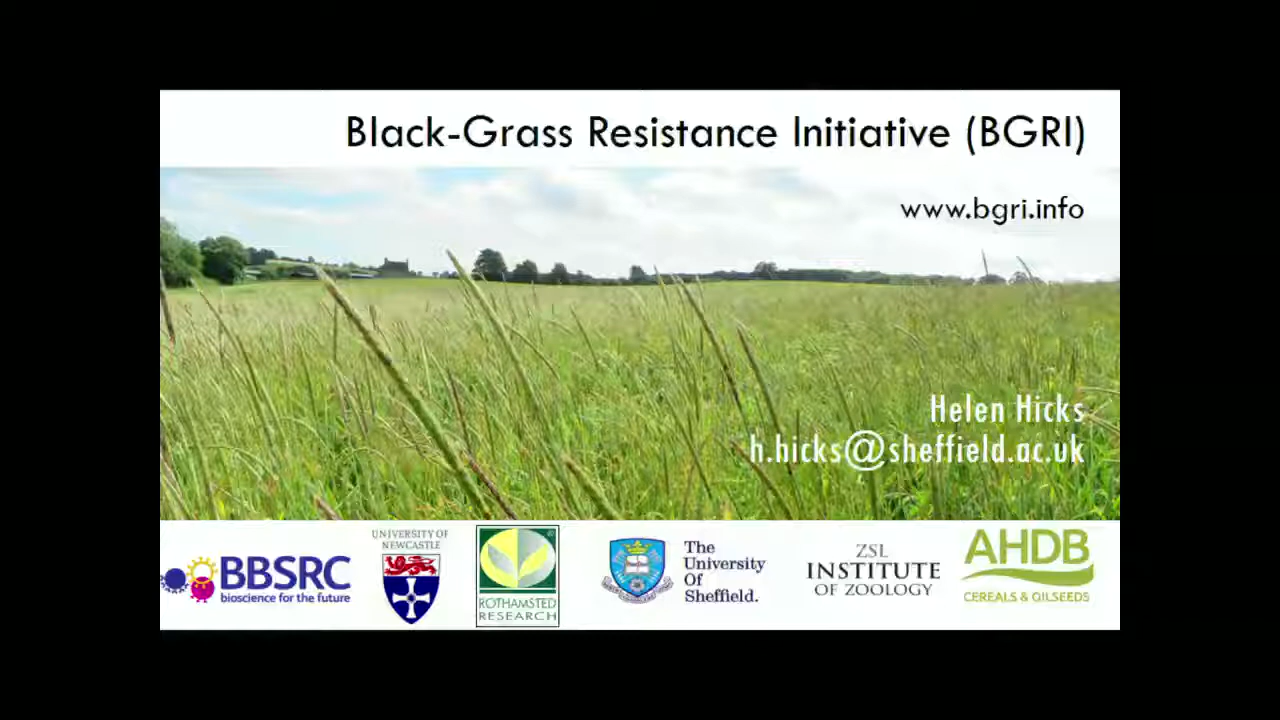 Black-Grass Resistance Initiative (BGRI)
www.bgri.info
Helen Hicks
h.hicks@sheffield.ac.uk
BBSRC
bioscience for the future
UNIVERSITY OF
NEWCASTLE
ROTHAMSTED
RESEARCH
The
University
Of
Sheffield.
ZSL
INSTITUTE
OF ZOOLOGY
AHDB
CEREALS & OILSEEDS